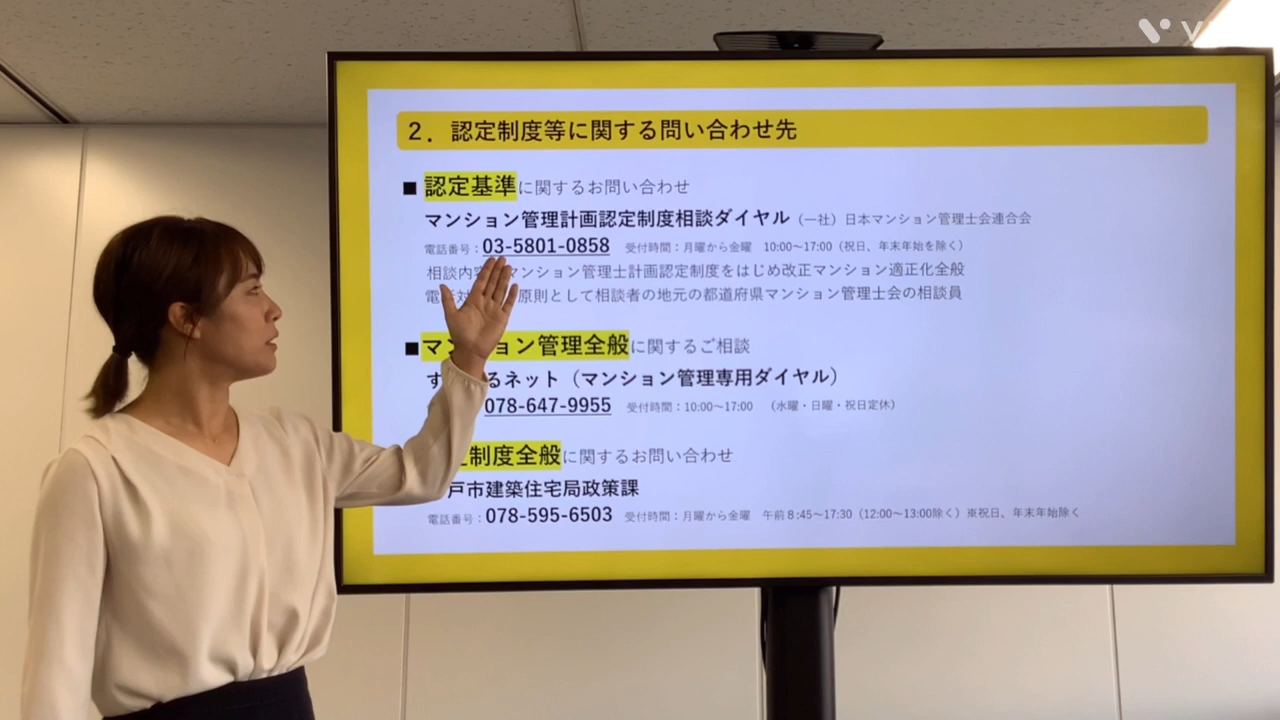 2．認定制度等に関する問い合わせ先
■ 認定基準に関するお問い合わせ
マンション管理計画認定制度相談ダイヤル（一社）日本マンション管理士会連合会
電話番号：03-5801-0858 受付時間：月曜から金曜 10:00～17:00（祝日、年末年始を除く）
相談内 マンション管理士計画認定制度をはじめ改正マンション適正化全般
電 対 原則として相談者の地元の都道府県マンション管理士会の相談員
■マン ョン管理全般に関するご相談
す るネット（マンション管理専用ダイヤル）
078-647-9955 受付時間：10:00～17:00 （水曜・日曜・祝日定休）
制度全般に関するお問い合わせ
戸市建築住宅局政策課
電話番号：078-595-6503 受付時間：月曜から金曜 午前8:45～17:30（12:00～13:00除く）※祝日、年末年始除く